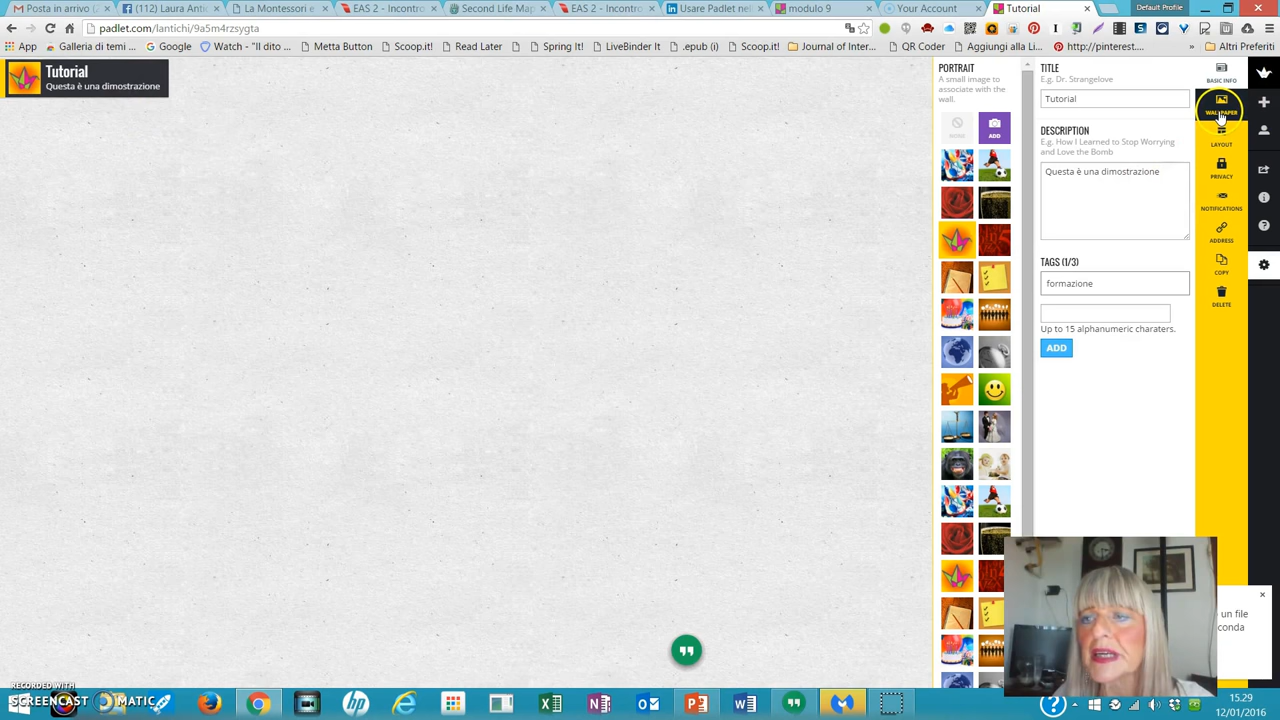 Posta in arrivo (2
(112) Laura Antic
La Montessori e
EAS 2 - Incontro
Second Life Map
EAS 2 - Incontro
Usare Padlet nel
modulo 9
Your Account
Tutorial
Default Profile
padlet.com/lantichi/9a5m4rzsygta
App
Galleria di temi ...
Google
Watch - "Il dito ...
Metta Button
Scoop.it!
Read Later
Spring It!
LiveBinder It
.epub (i)
Scoop.it!
Journal of Inter...
QR Coder
Aggiungi alla Li...
http://pinterest...
Altri Preferiti
Tutorial
Questa è una dimostrazione
PORTRAIT
A small image to
associate with the
wall.
NONE
ADD
TITLE
E.g. Dr. Strangelove
Tutorial
DESCRIPTION
E.g. How I Learned to Stop Worrying
and Love the Bomb
Questa è una dimostrazione
TAGS (1/3)
formazione
Up to 15 alphanumeric charaters.
ADD
BASIC INFO
WALLPAPER
LAYOUT
PRIVACY
NOTIFICATIONS
ADDRESS
COPY
DELETE
un file
conda
RECORDED WITH
SCREENCAST MATIC
15.29
12/01/2016